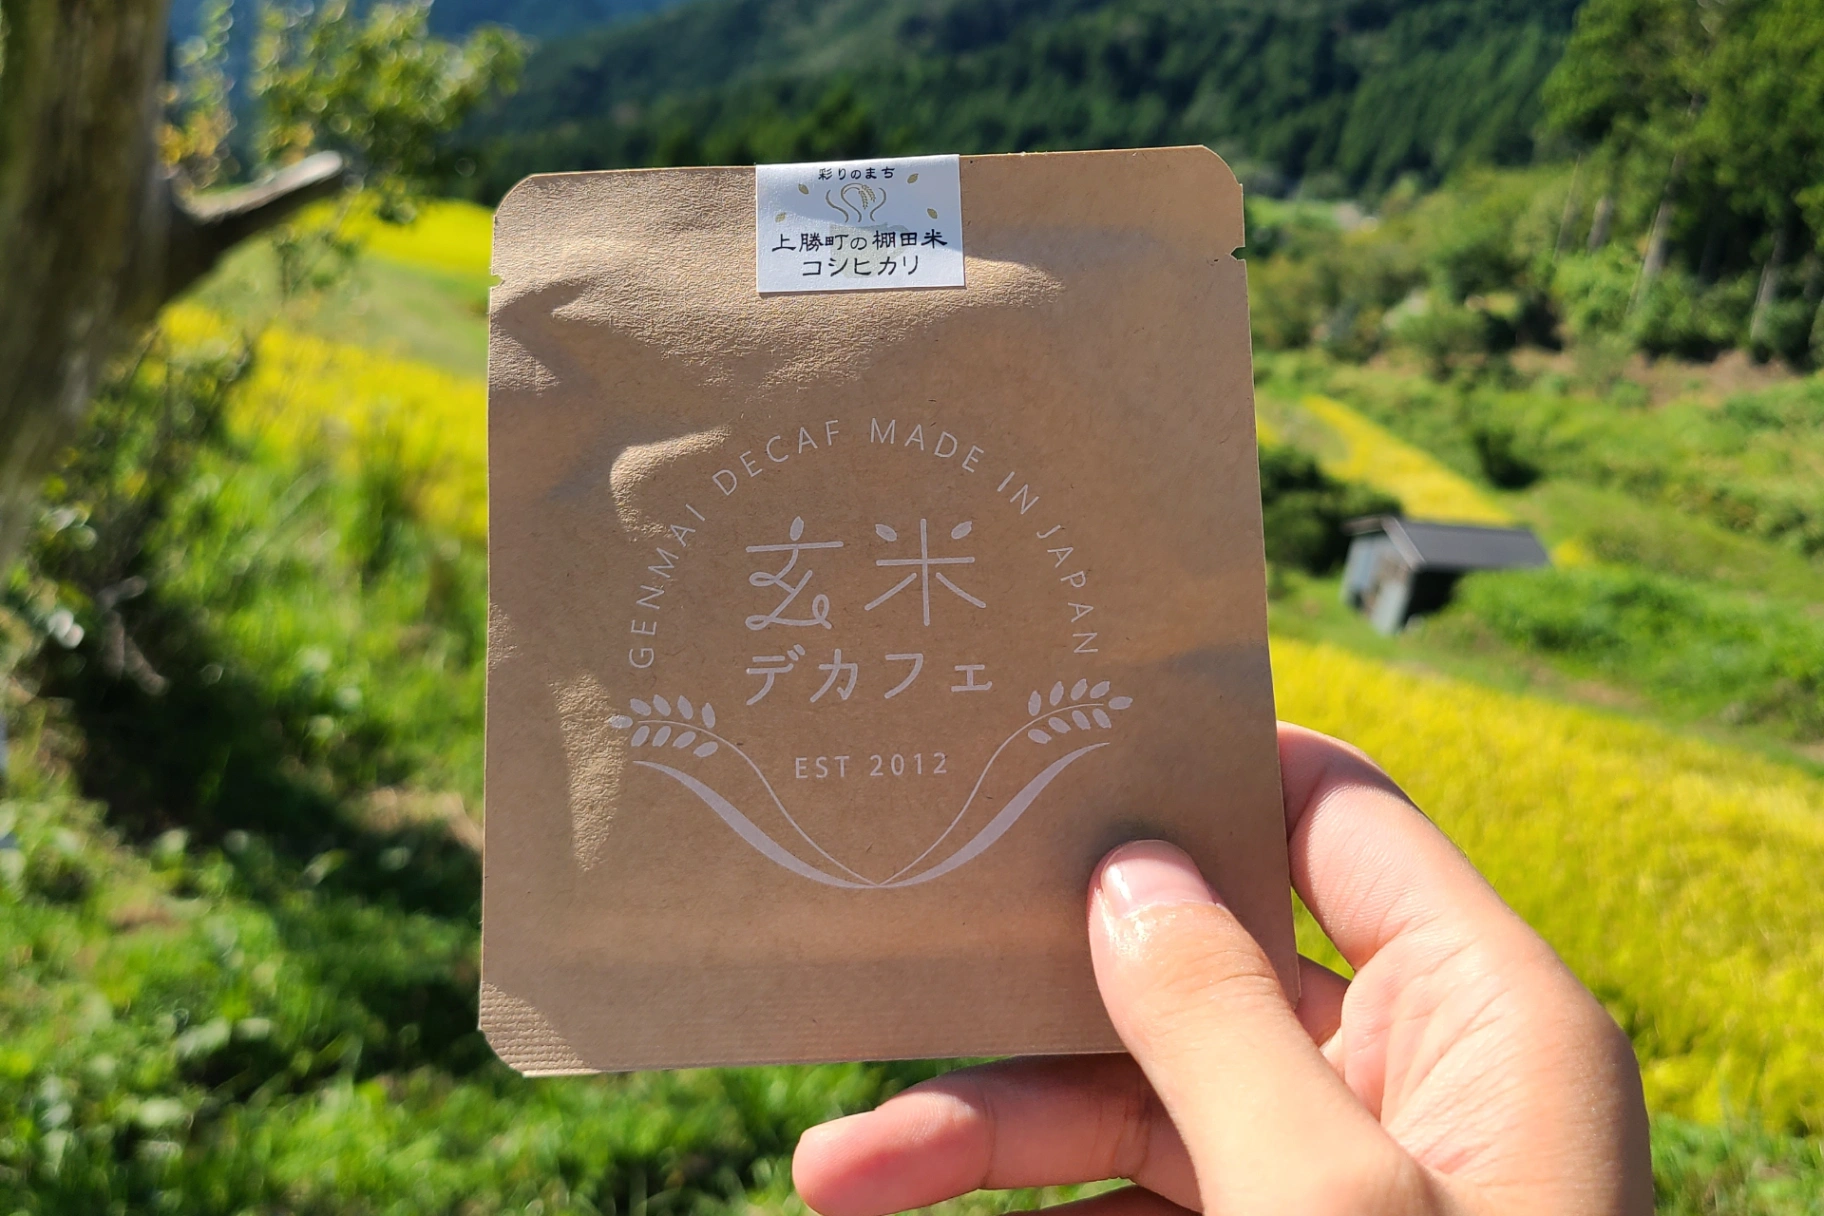 彩りのまち
上勝町の棚田米
コシヒカリ
GENMAI DECAF MADE IN JAPAN
玄米
デカフェ
EST 2012